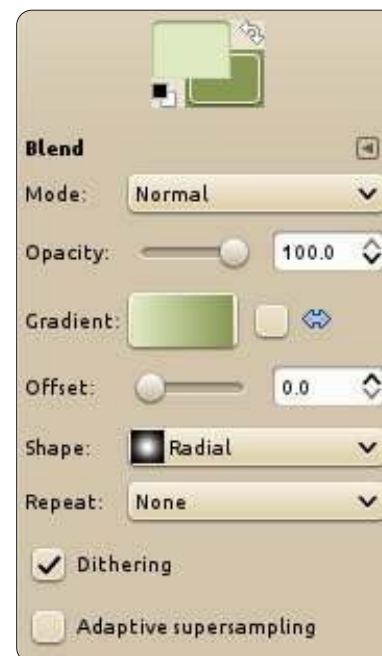 Blend
Mode: Normal
Opacity: 100.0
Gradient:
Offset: 0.0
Shape: Radial
Repeat: None
Dithering
Adaptive supersampling